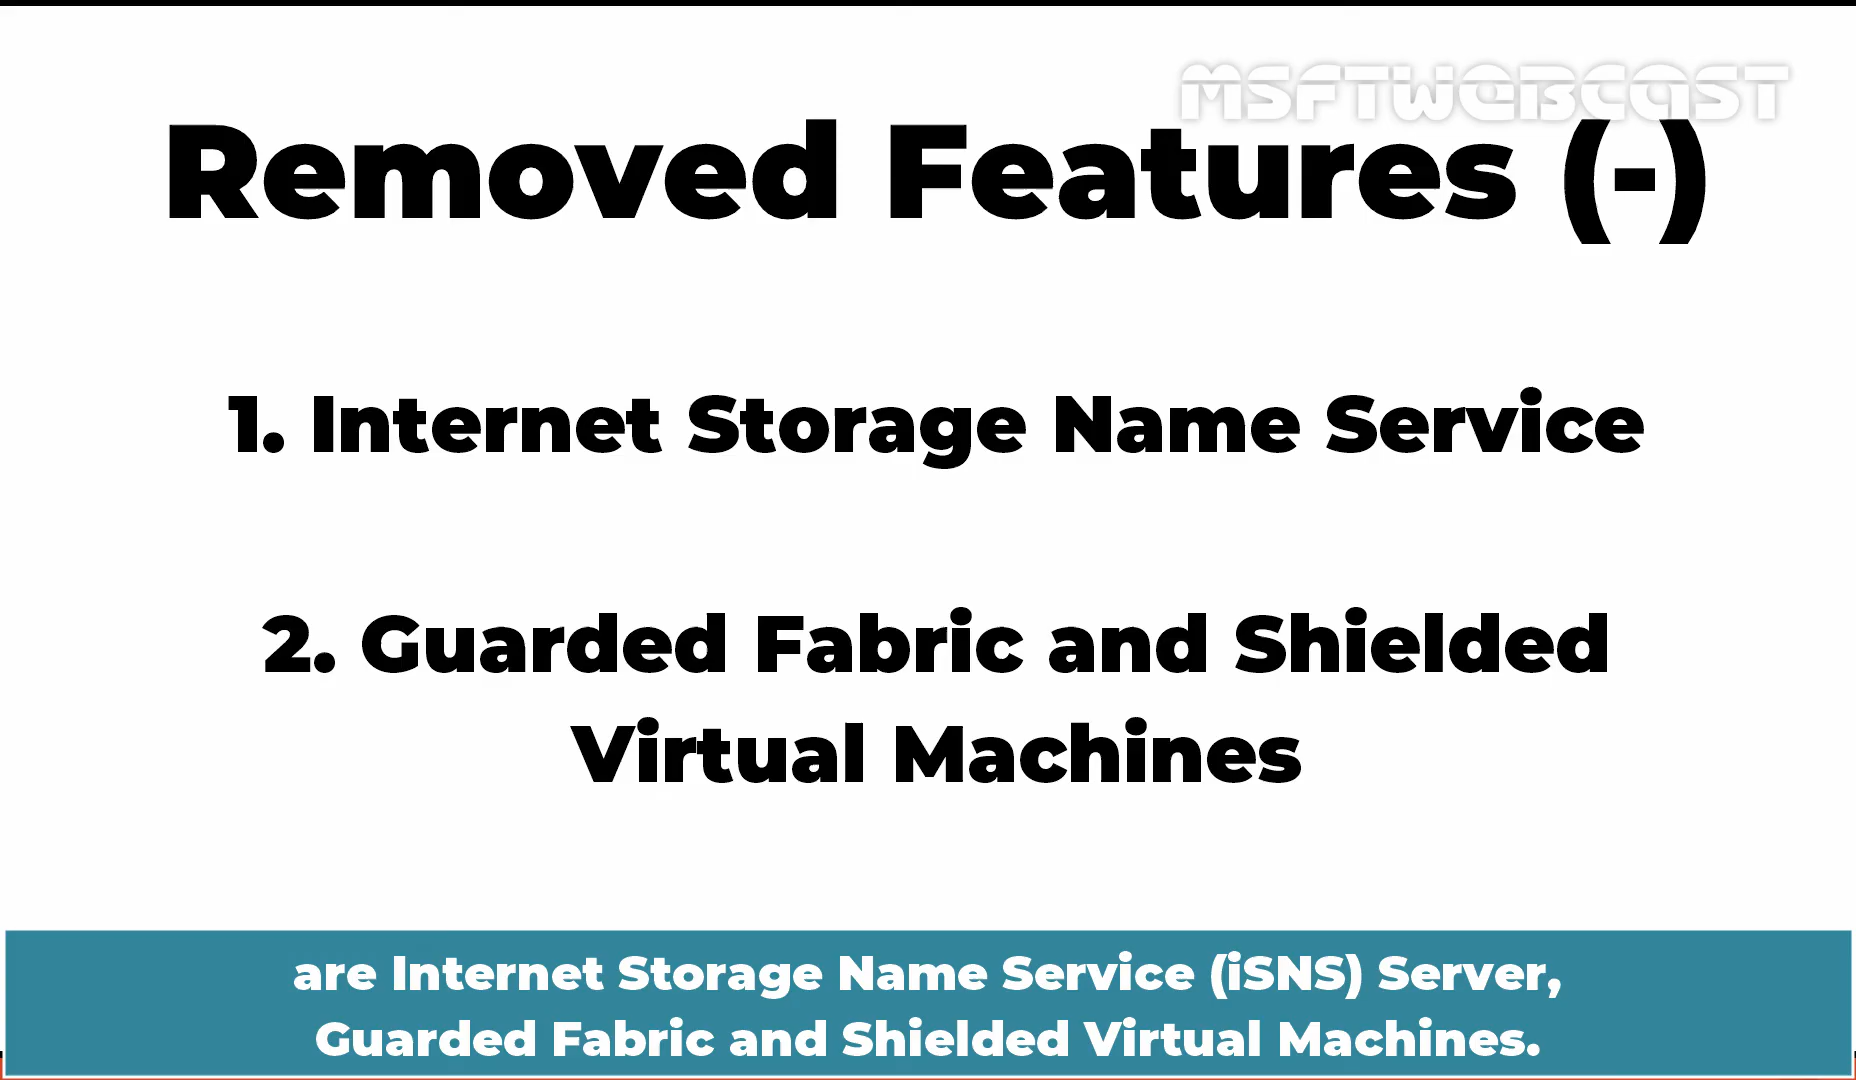 MSFTWEBCAST
Removed Features (-)
1. Internet Storage Name Service
2. Guarded Fabric and Shielded
Virtual Machines
are Internet Storage Name Service (iSNS) Server,
Guarded Fabric and Shielded Virtual Machines.